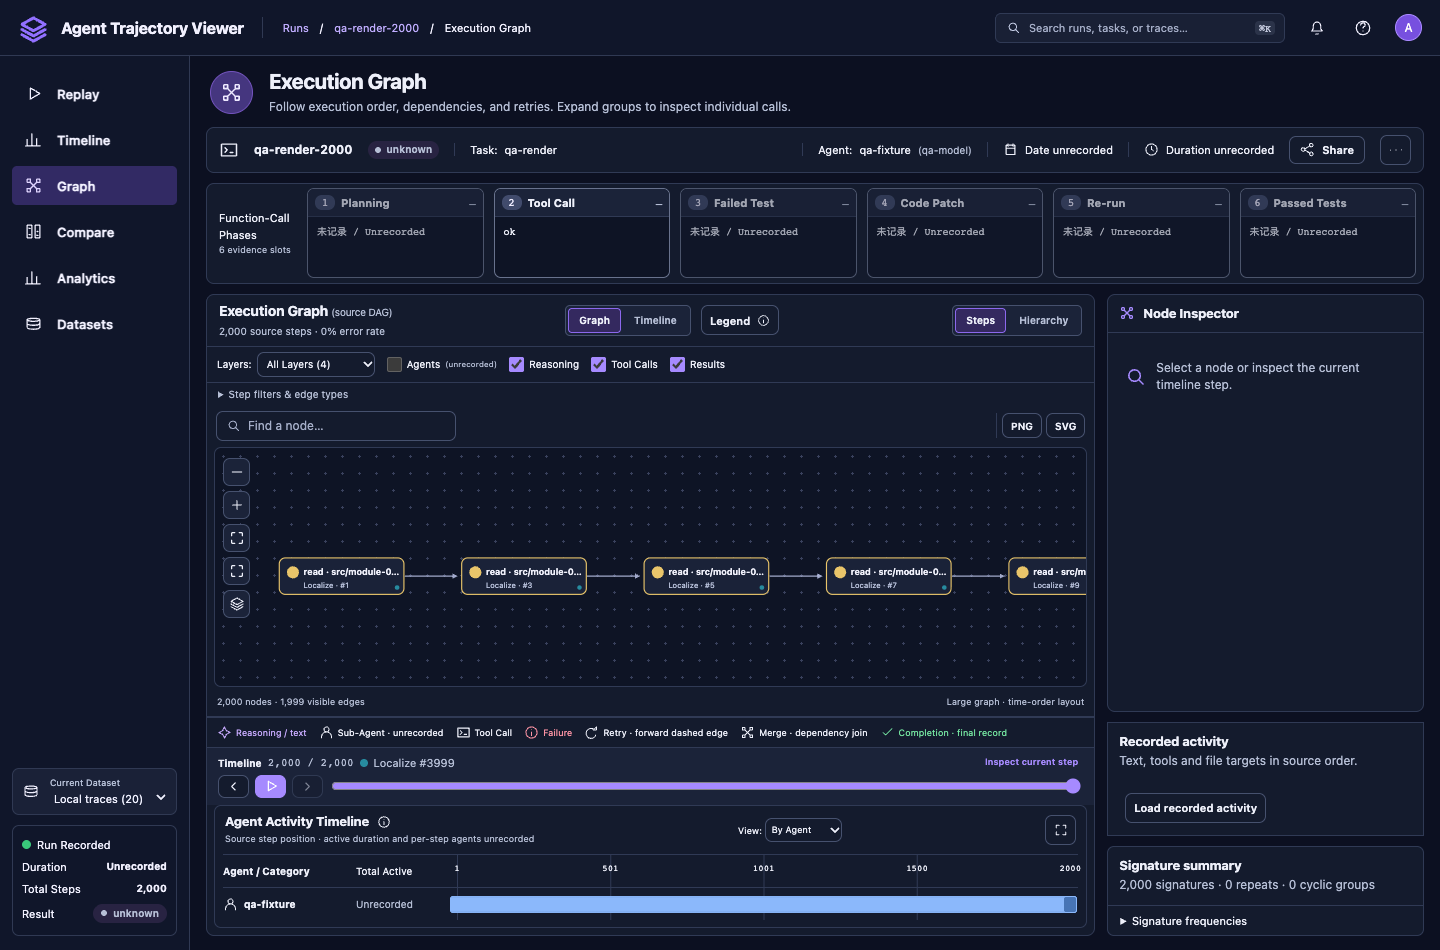 Agent Trajectory Viewer
Runs / qa-render-2000 / Execution Graph
Search runs, tasks, or traces... ⌘K
A
Replay
Timeline
Graph
Compare
Analytics
Datasets
Current Dataset
Local traces (20)
Run Recorded
Duration Unrecorded
Total Steps 2,000
Result unknown
Execution Graph
Follow execution order, dependencies, and retries. Expand groups to inspect individual calls.
qa-render-2000 unknown Task: qa-render Agent: qa-fixture (qa-model) Date unrecorded Duration unrecorded Share ...
Function-Call
Phases
6 evidence slots
1 Planning –
未记录 / Unrecorded
2 Tool Call –
ok
3 Failed Test –
未记录 / Unrecorded
4 Code Patch –
未记录 / Unrecorded
5 Re-run –
未记录 / Unrecorded
6 Passed Tests –
未记录 / Unrecorded
Execution Graph (source DAG)
2,000 source steps · 0% error rate
Graph Timeline Legend
Steps Hierarchy
Layers: All Layers (4) Agents (unrecorded) Reasoning Tool Calls Results
Step filters & edge types
Find a node...
PNG SVG
read · src/module-0...
Localize · #1
read · src/module-0...
Localize · #3
read · src/module-0...
Localize · #5
read · src/module-0...
Localize · #7
read · src/m
Localize · #9
2,000 nodes · 1,999 visible edges
Large graph · time-order layout
Reasoning / text Sub-Agent · unrecorded Tool Call Failure Retry · forward dashed edge Merge · dependency join Completion · final record
Timeline 2,000 / 2,000 Localize #3999
Inspect current step
Agent Activity Timeline
Source step position · active duration and per-step agents unrecorded
View: By Agent
Agent / Category Total Active 1 501 1001 1500 2000
qa-fixture Unrecorded
Node Inspector
Select a node or inspect the current
timeline step.
Recorded activity
Text, tools and file targets in source order.
Load recorded activity
Signature summary
2,000 signatures · 0 repeats · 0 cyclic groups
Signature frequencies